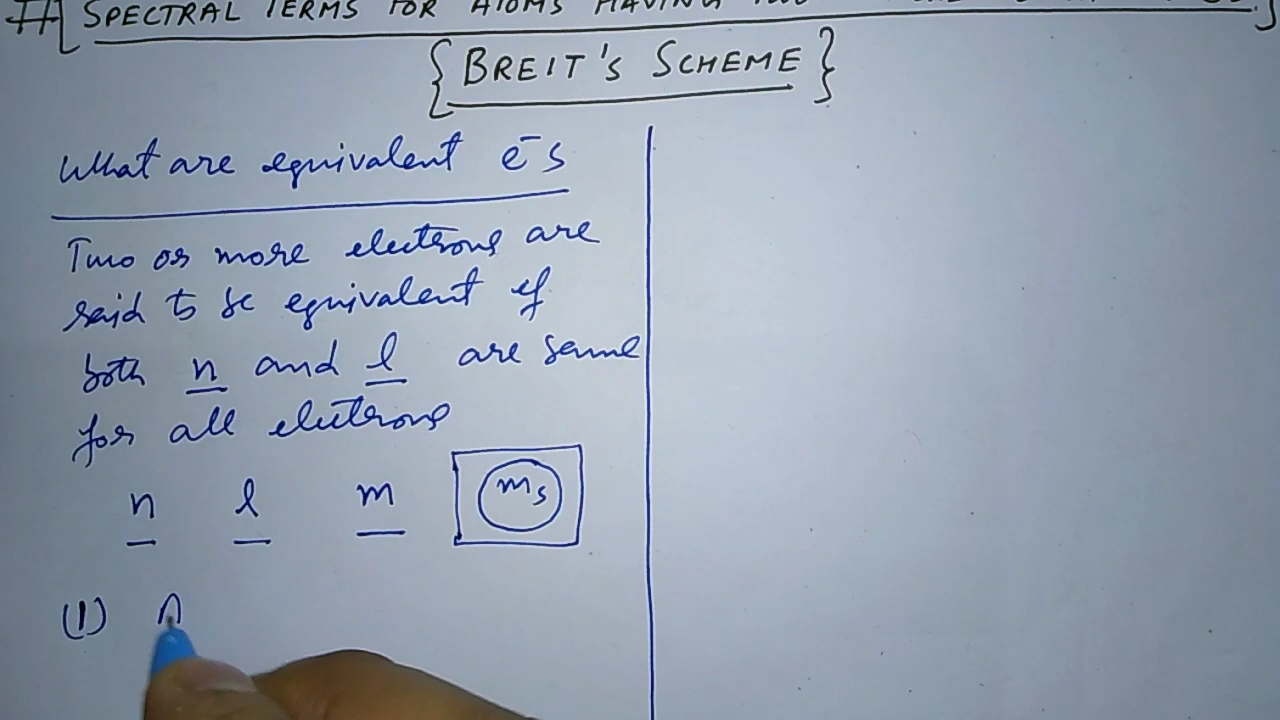 # [SPECTRAL TERMS FOR ATOMS HAVING TWO
{BREIT'S SCHEME}
What are equivalent e⁻s
Two or more electrons are
said to be equivalent if
both n and l are same
for all electrons
n l m ms
(1)